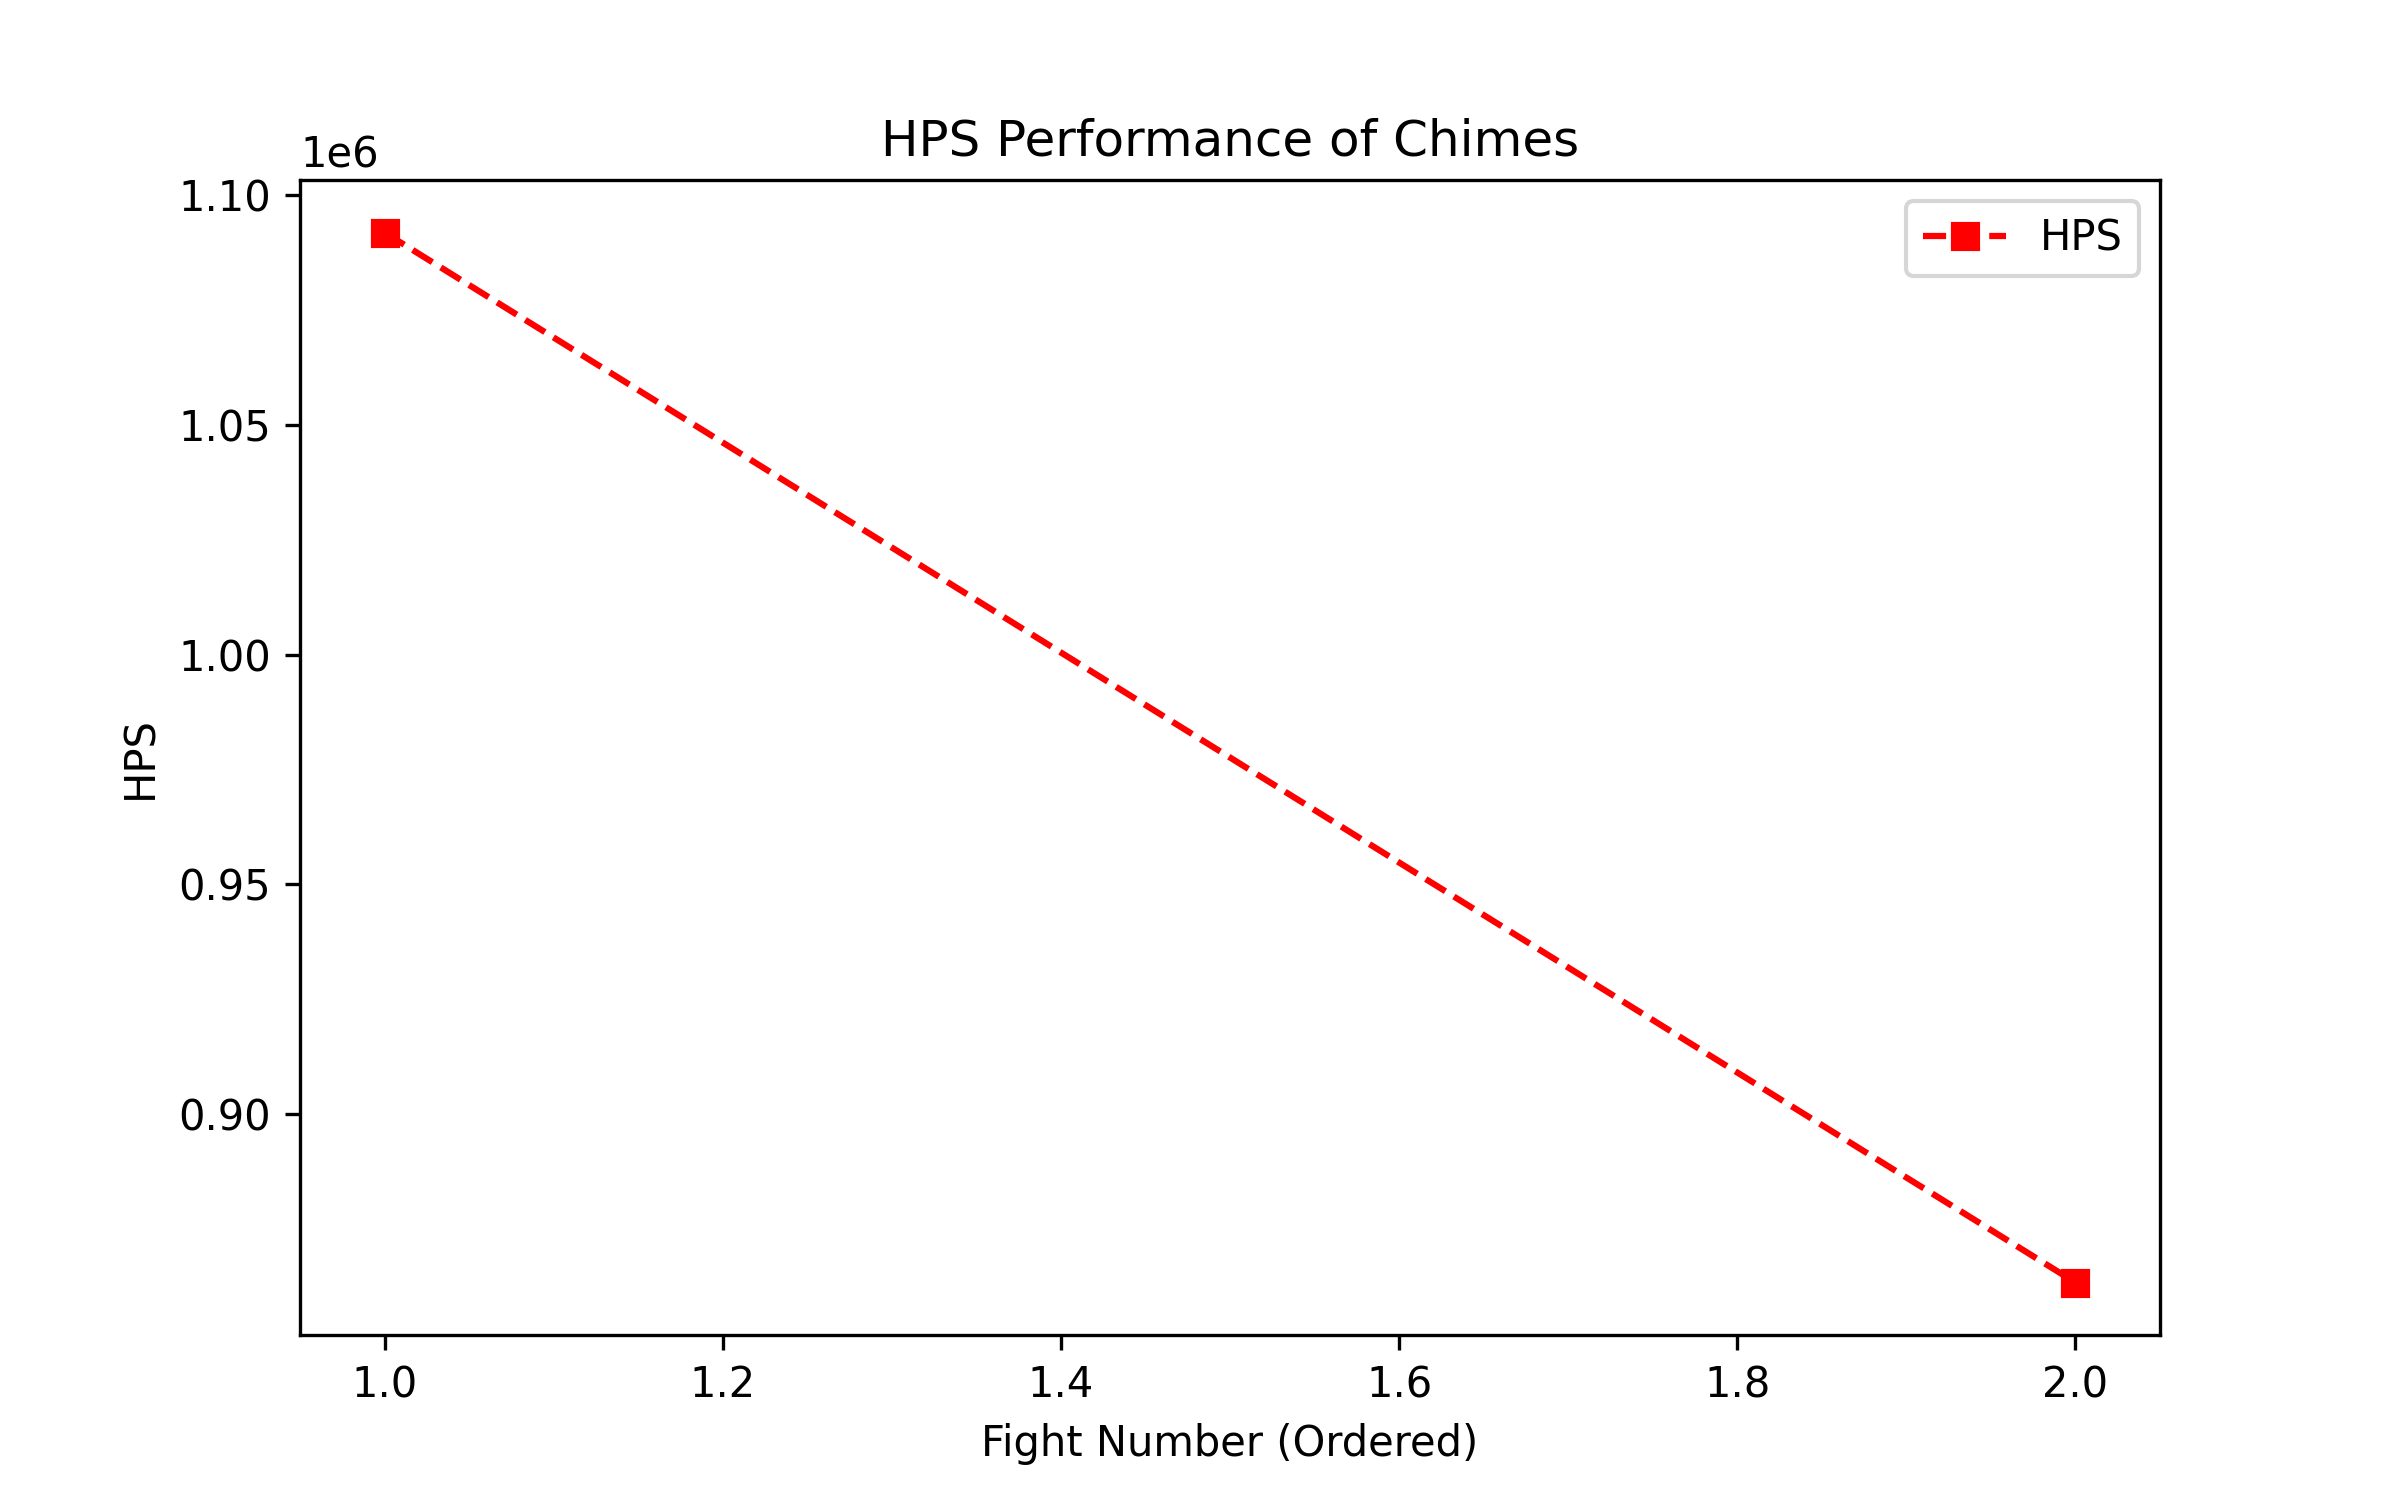 HPS Performance of Chimes
1e6
1.10
1.05
1.00
0.95
0.90
HPS
HPS
1.0 1.2 1.4 1.6 1.8 2.0
Fight Number (Ordered)